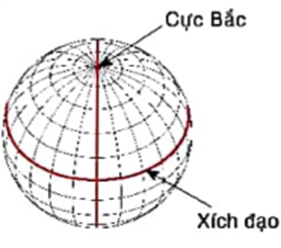 Cực Bắc
Xích đạo